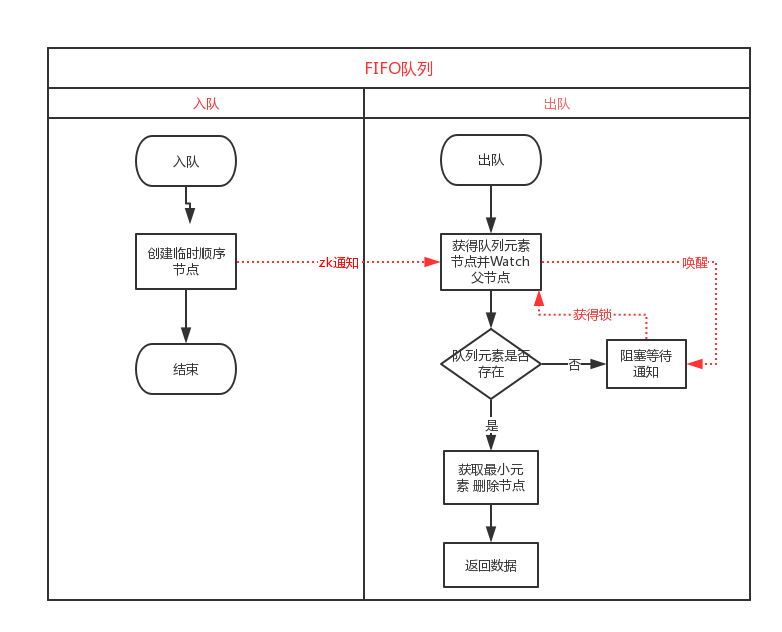 FIFO队列
入队
出队
入队
出队
创建临时顺序
节点
zk通知
获得队列元素
节点并Watch
父节点
唤醒
获得锁
结束
队列元素是否
存在
否
阻塞等待
通知
是
获取最小元
素 删除节点
返回数据